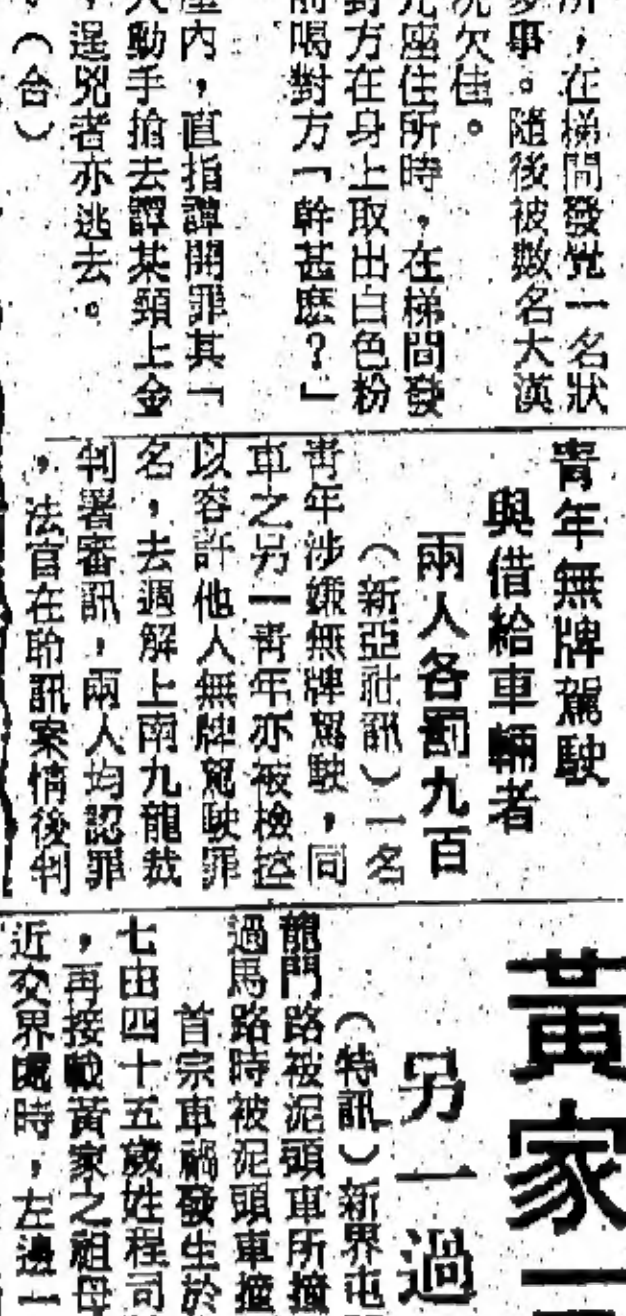 所，在梯間發覺一名狀
多事。隨後被數名大漢
況欠佳。
九座住所時，在梯間發
對方在身上取出白色粉
前喝對方「幹甚麽？」
屋內，直指譚開罪其「
人動手搶去譚某頸上金
，逞兇者亦逃去。
。（合）
靑年無牌駕駛
與借給車輛者
兩人各罰九百
（新亞社訊）一名
靑年涉嫌無牌駕駛，同
車之另一靑年亦被檢控
以容許他人無牌駕駛罪
名，去週解上南九龍裁
判署審訊，兩人均認罪
，法官在聆訊案情後判
黃家
另一過
（特訊）新界屯
龍門路被泥頭車所撞
過馬路時被泥頭車撞
首宗車禍發生於
七由四十五歲姓程司
，再接載黃家之祖母
近交界處時，左邊一